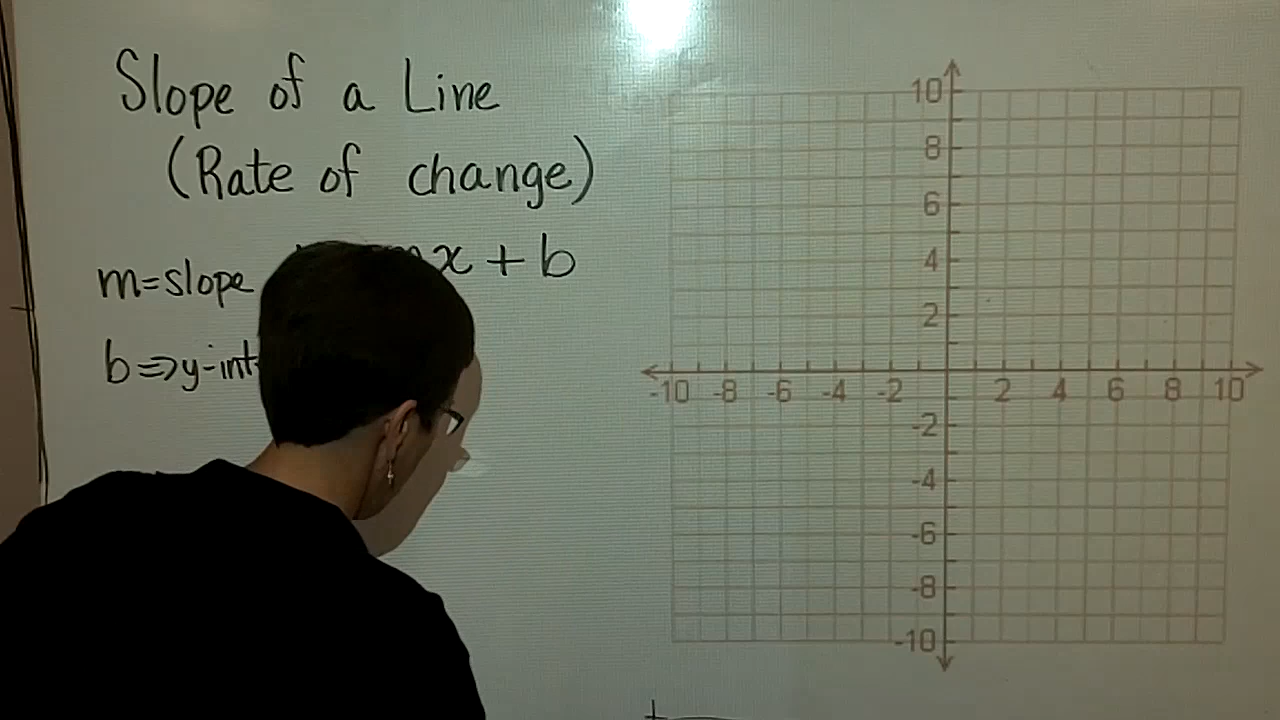 Slope of a Line
(Rate of change)
x + b
m=slope
b⇒y-int
10
8
6
4
2
-10 -8 -6 -4 -2 2 4 6 8 10
-2
-4
-6
-8
-10